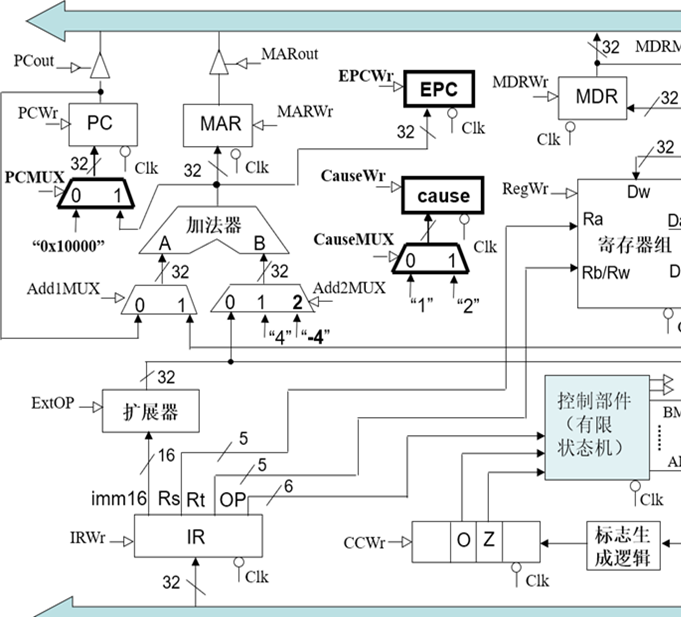 PCout
MARout
32
MDRM
EPCWr
EPC
MDRWr
MDR
32
PCWr
PC
MAR
MARWr
Clk
Clk
32
Clk
Clk
32
32
32
PCMUX
0 1
CauseWr
cause
RegWr
Dw
Ra
Da
“0x10000”
加法器
A B
CauseMUX
Clk
寄存器组
Rb/Rw
D
32
32
0 1
Add1MUX
0 1
0 1 2
Add2MUX
“1”
“2”
“4”
“-4”
32
ExtOP
扩展器
控制部件
(有限
状态机)
BM
16
5
5
6
A
imm16 Rs Rt OP
Clk
IRWr
IR
CCWr
O Z
标志生
成逻辑
32
Clk
Clk